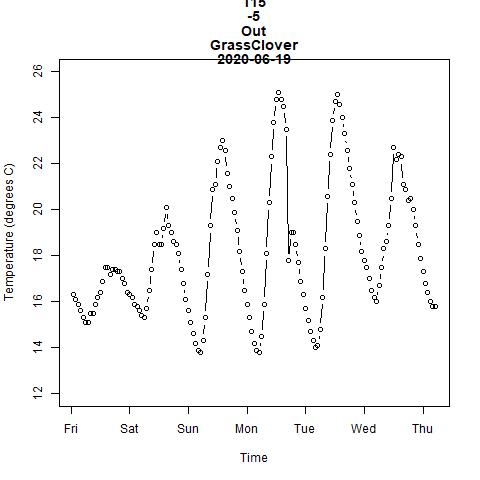 T15
-5
Out
GrassClover
2020-06-19
Temperature (degrees C)
26
24
22
20
18
16
14
12
Fri Sat Sun Mon Tue Wed Thu
Time